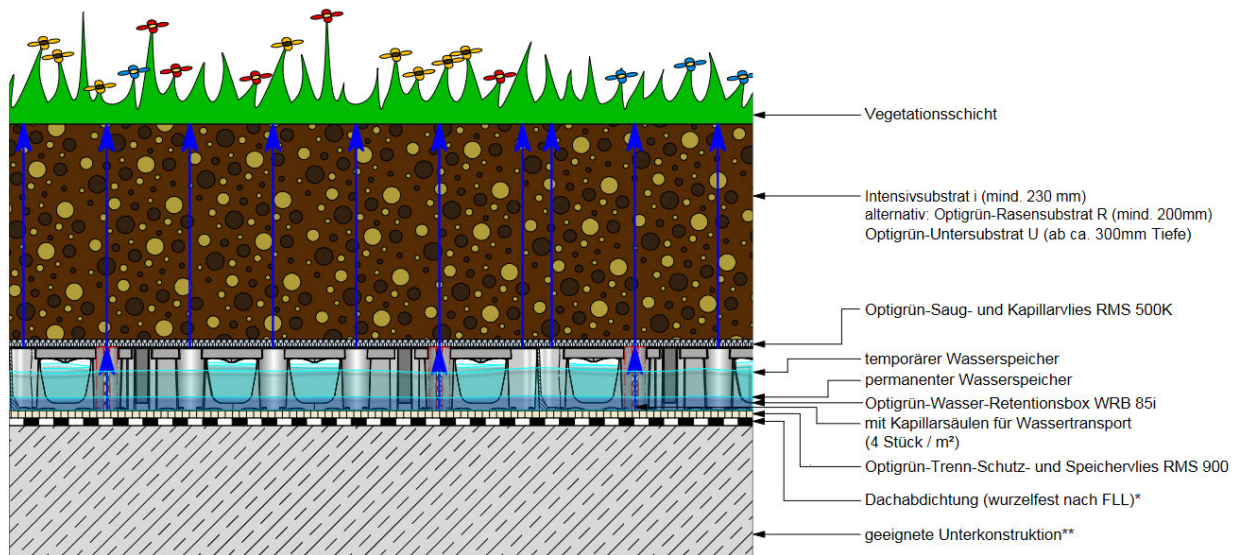 Vegetationsschicht
Intensivsubstrat i (mind. 230 mm)
alternativ: Optigrün-Rasensubstrat R (mind. 200mm)
Optigrün-Untersubstrat U (ab ca. 300mm Tiefe)
Optigrün-Saug- und Kapillarvlies RMS 500K
temporärer Wasserspeicher
permanenter Wasserspeicher
Optigrün-Wasser-Retentionsbox WRB 85i
mit Kapillarsäulen für Wassertransport
(4 Stück / m²)
Optigrün-Trenn-Schutz- und Speichervlies RMS 900
Dachabdichtung (wurzelfest nach FLL)*
geeignete Unterkonstruktion**